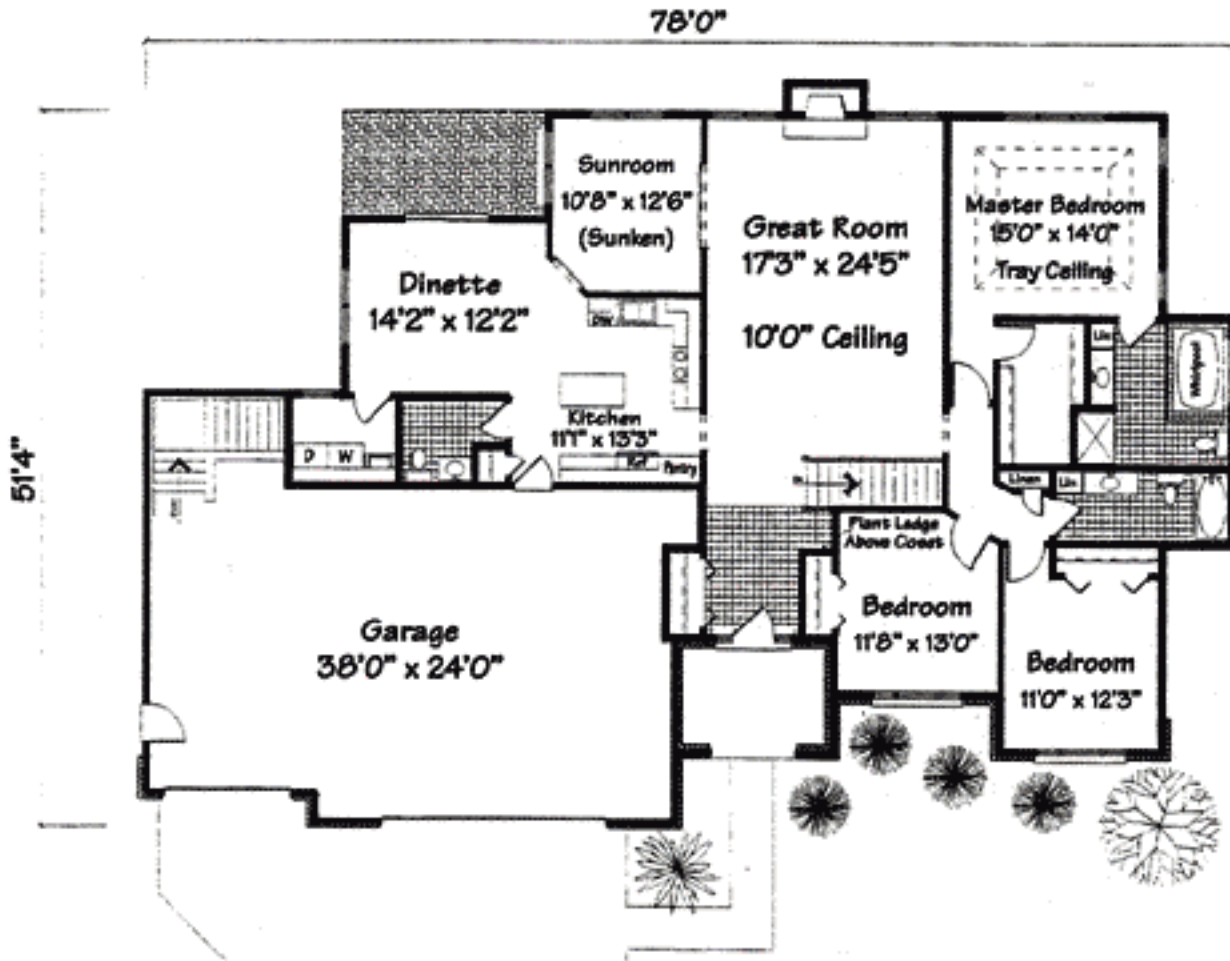 78'0"
51'4"
Sunroom
10'8" x 12'6"
(Sunken)
Great Room
17'3" x 24'5"
10'0" Ceiling
Master Bedroom
15'0" x 14'0"
Tray Ceiling
Dinette
14'2" x 12'2"
DW
Lin
Whirlpool
Kitchen
11'1" x 13'3"
Ref
Pantry
D W
Linen
Lin
Plant Ledge
Above Coset
Bedroom
11'8" x 13'0"
Garage
38'0" x 24'0"
Bedroom
11'0" x 12'3"